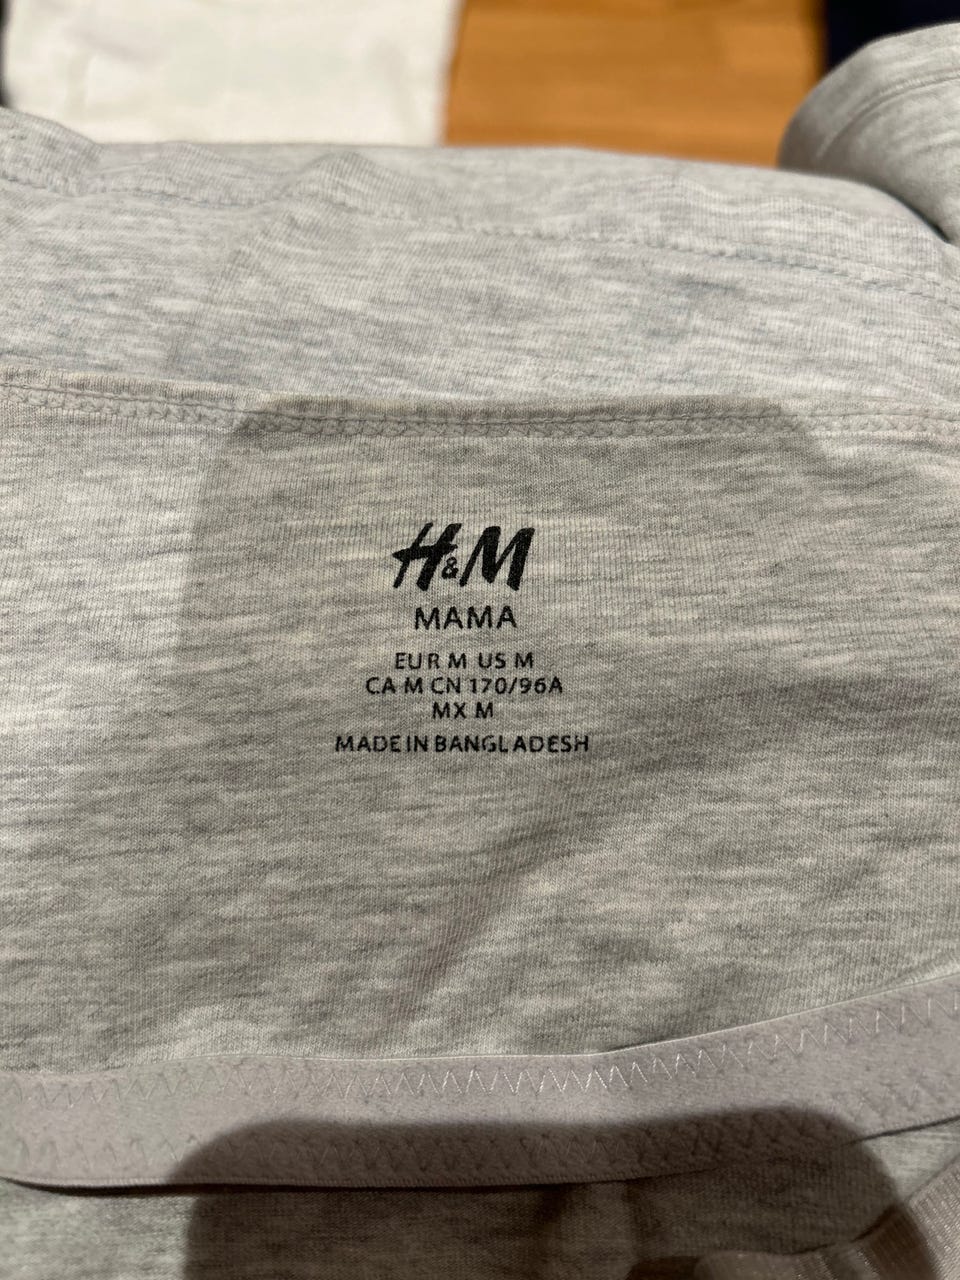 H&M
MAMA
EUR M US M
CA M CN 170/96A
MX M
MADE IN BANGLADESH